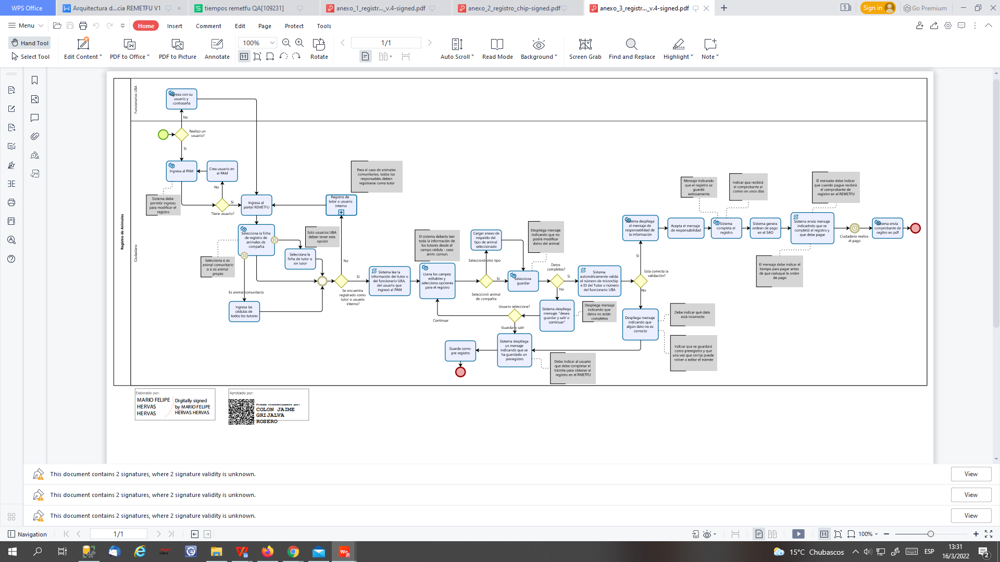 WPS Office
Arquitectura d...cia REMETFU V1
tiempos remetfu QA[109231]
anexo_1_registr..._v.4-signed.pdf
anexo_2_registro_chip-signed.pdf
anexo_3_registr..._v.4-signed.pdf
5
Sign in
Go Premium
Menu
Home
Insert
Comment
Edit
Page
Protect
Tools
Hand Tool
Select Tool
Edit Content
PDF to Office
PDF to Picture
Annotate
100%
1:1
Rotate
1/1
Auto Scroll
Read Mode
Background
Screen Grab
Find and Replace
Highlight
Note
Registro de Animales
Funcionarios UBA
Ciudadano
Ingresa con su
usuario y
contraseña
No
Realizo un
usuario?
Si
Ingresa al PAM
Crea usuario en
el PAM
No
Sistema debe
permitir ingreso
para modificar el
registro
Tiene usuario?
Si
Ingresa al
portal REMETFU
Registro de
tutor o usuario
interno
Para el caso de animales
comunitarios, todos los
responsables deben
registrarse como tutor
Selecciona la ficha
de registro de
animales de
compañía
Solo usuarios UBA
deben tener esta
opción
Selecciona la
ficha de tutor o
sin tutor
Selecciona si es
animal comunitario
o si es animal
propio
Es animal comunitario
Ingresa las
cédulas de
todos los tutores
No
Si
Se encuentra
registrado como
tutor o usuario
interno?
Sistema lee la
información del tutor o
del funcionario UBA,
del usuario que
ingresó al PAM
El sistema debería leer
toda la información de
los tutores desde el
campo cédula - caso
anim. comun.
LLena los campos
editables y
selecciona opciones
para el registro
Cargar anexo de
respaldo del
tipo de animal
seleccionado
Seleccionó otro tipo
Si
Seleccionó animal
de compañía
Despliega mensaje
indicando que no
podrá modificar
datos del animal
Selecciona
guardar
Datos
completos?
Si
No
Sistema
automáticamente valida
el número de microchip
e ID del Tutor o número
del funcionario UBA
Usuario selecciona?
Sistema despliega
mensaje: "desea
guardar y salir o
continuar"
Despliega mensaje
indicando que
datos no están
completos
Continuar
Guardar y salir
Sistema despliega
un mensaje
indicando que se
ha guardado un
preregistro
Guarda como
pre registro
Debe indicar al usuario
que debe completar el
trámite para obtener el
registro en el RMETFU
Esta correcta la
validación?
Si
No
Despliega mensaje
indicando que
algún dato no es
correcto
Debe indicar qué dato
está incorrecto
Indicar que se guardará
como preregistro y que
una vez que corrija puede
volver a editar el trámite
Sistema despliega
el mensaje de
responsabilidad de
la información
Acepta el mensaje
de responsabilidad
Mensaje indicando
que el registro se
guardó
exitosamente.
Indicar que recibirá
el comprobante al
correo en unos días
Sistema
completa el
registro
Sistema genera
ordean de pago
en el SAO
El mensake debe indicar
que cuando pague recibirá
el comprobante de
registro en el REMETFU
Sistema envía mensaje
indicadndo que se
completó el registro y
que debe pagar
Ciudadano realiza
el pago
Sistema envía
comprobante de
regitro en pdf
El mensaje debe indicar el
tiempo para pagar antes
de que caduque la orden
de pago
Elaborado por:
MARIO FELIPE
HERVAS
HERVAS
Digitally signed
by MARIO FELIPE
HERVAS HERVAS
Aprobado por:
Firmado electrónicamente por:
COLON JAIME
GRIJALVA
ROSERO
This document contains 2 signatures, where 2 signature validity is unknown.
View
This document contains 2 signatures, where 2 signature validity is unknown.
View
This document contains 2 signatures, where 2 signature validity is unknown.
View
Navigation
1/1
1:1
100%
15°C Chubascos
ESP
13:31
16/3/2022
2